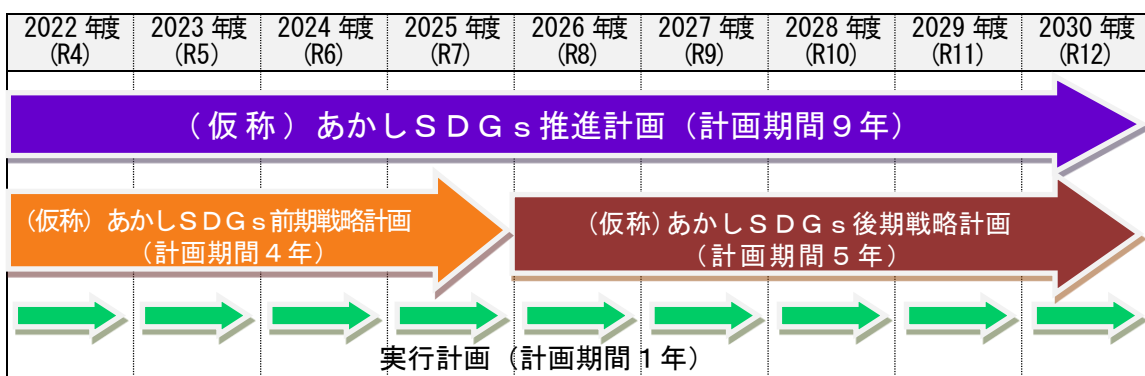 2022 年度 2023 年度 2024 年度 2025 年度 2026 年度 2027 年度 2028 年度 2029 年度 2030 年度
(R4) (R5) (R6) (R7) (R8) (R9) (R10) (R11) (R12)
（仮称）あかしＳＤＧｓ推進計画（計画期間９年）
（仮称）あかしＳＤＧｓ前期戦略計画
（計画期間４年）
（仮称）あかしＳＤＧｓ後期戦略計画
（計画期間５年）
実行計画（計画期間１年）